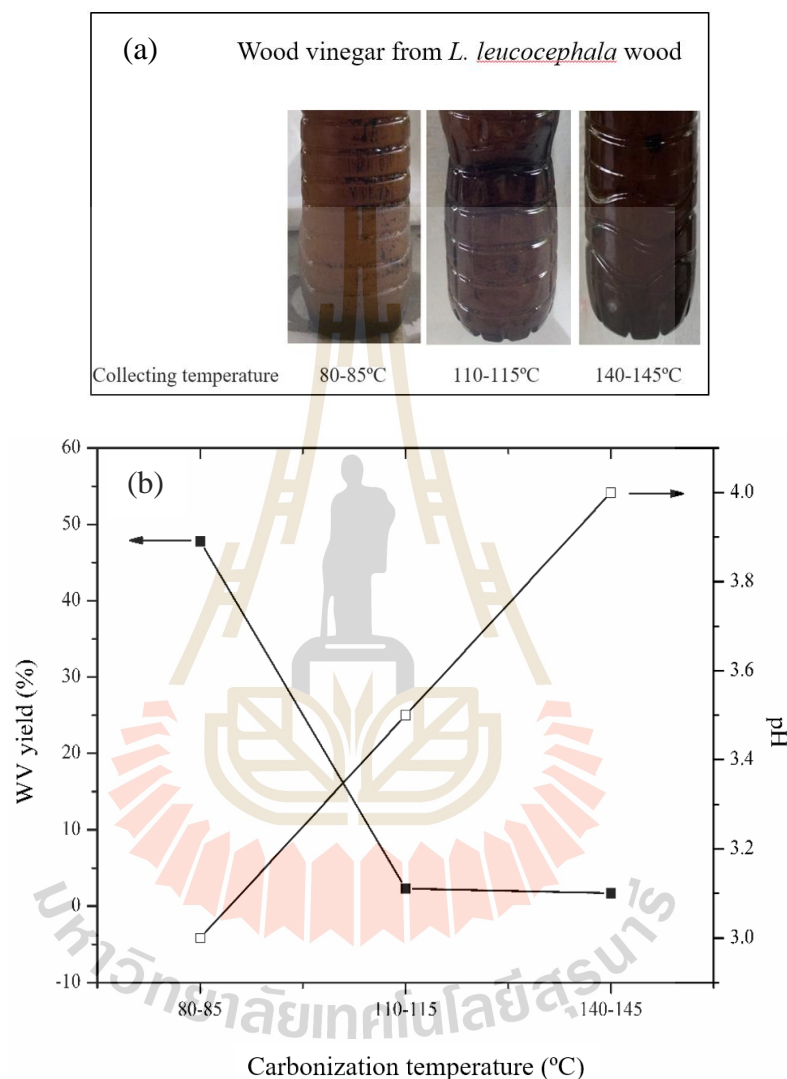 (a) Wood vinegar from L. leucocephala wood
Collecting temperature 80-85ºC 110-115ºC 140-145ºC
(b)
60
50
40
30
20
10
0
-10
WV yield (%)
4.0
3.8
3.6
3.4
3.2
3.0
pH
80-85 110-115 140-145
Carbonization temperature (ºC)
มหาวิทยาลัยเทคโนโลยีสุรนารี